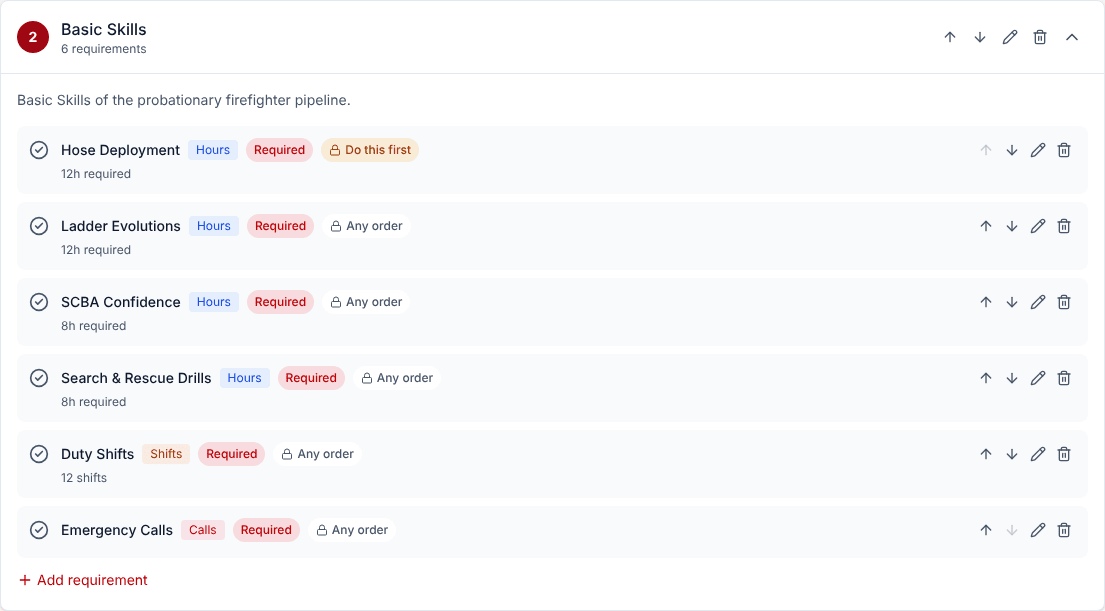 2
Basic Skills
6 requirements
Basic Skills of the probationary firefighter pipeline.
Hose Deployment Hours Required Do this first
12h required
Ladder Evolutions Hours Required Any order
12h required
SCBA Confidence Hours Required Any order
8h required
Search & Rescue Drills Hours Required Any order
8h required
Duty Shifts Shifts Required Any order
12 shifts
Emergency Calls Calls Required Any order
+ Add requirement